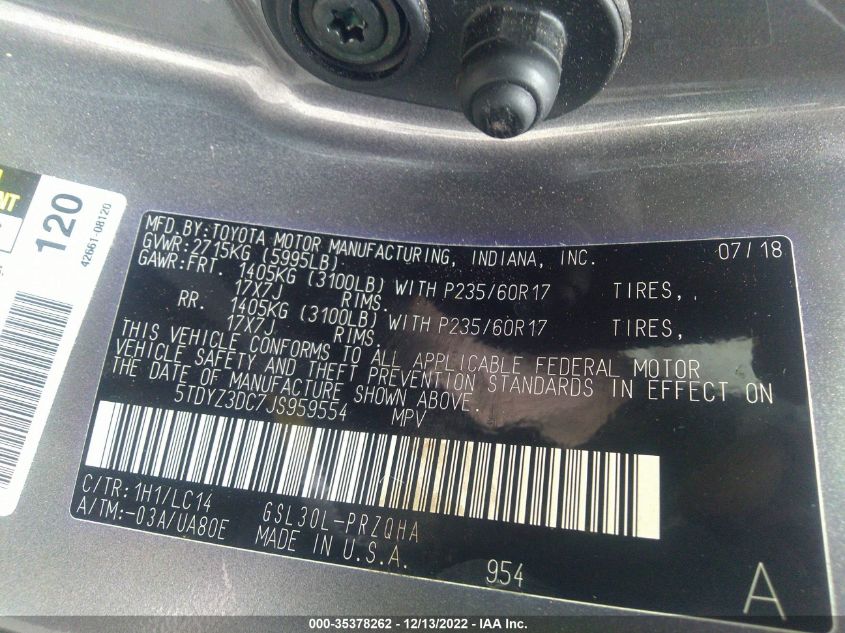 NT
120
42661-08120
S.
MFD.BY:TOYOTA MOTOR MANUFACTURING, INDIANA, INC. 07/18
GVWR:2715KG (5995LB)
GAWR:FRT. 1405KG (3100LB) WITH P235/60R17 TIRES,
17X7J RIMS.
RR. 1405KG (3100LB) WITH P235/60R17 TIRES,
17X7J RIMS.
THIS VEHICLE CONFORMS TO ALL APPLICABLE FEDERAL MOTOR
VEHICLE SAFETY AND THEFT PREVENTION STANDARDS IN EFFECT ON
THE DATE OF MANUFACTURE SHOWN ABOVE.
5TDYZ3DC7JS959554 MPV
C/TR:1H1/LC14 GSL30L-PRZQHA
A/TM:-03A/UA80E MADE IN U.S.A.
954 A
000-35378262 - 12/13/2022 - IAA Inc.